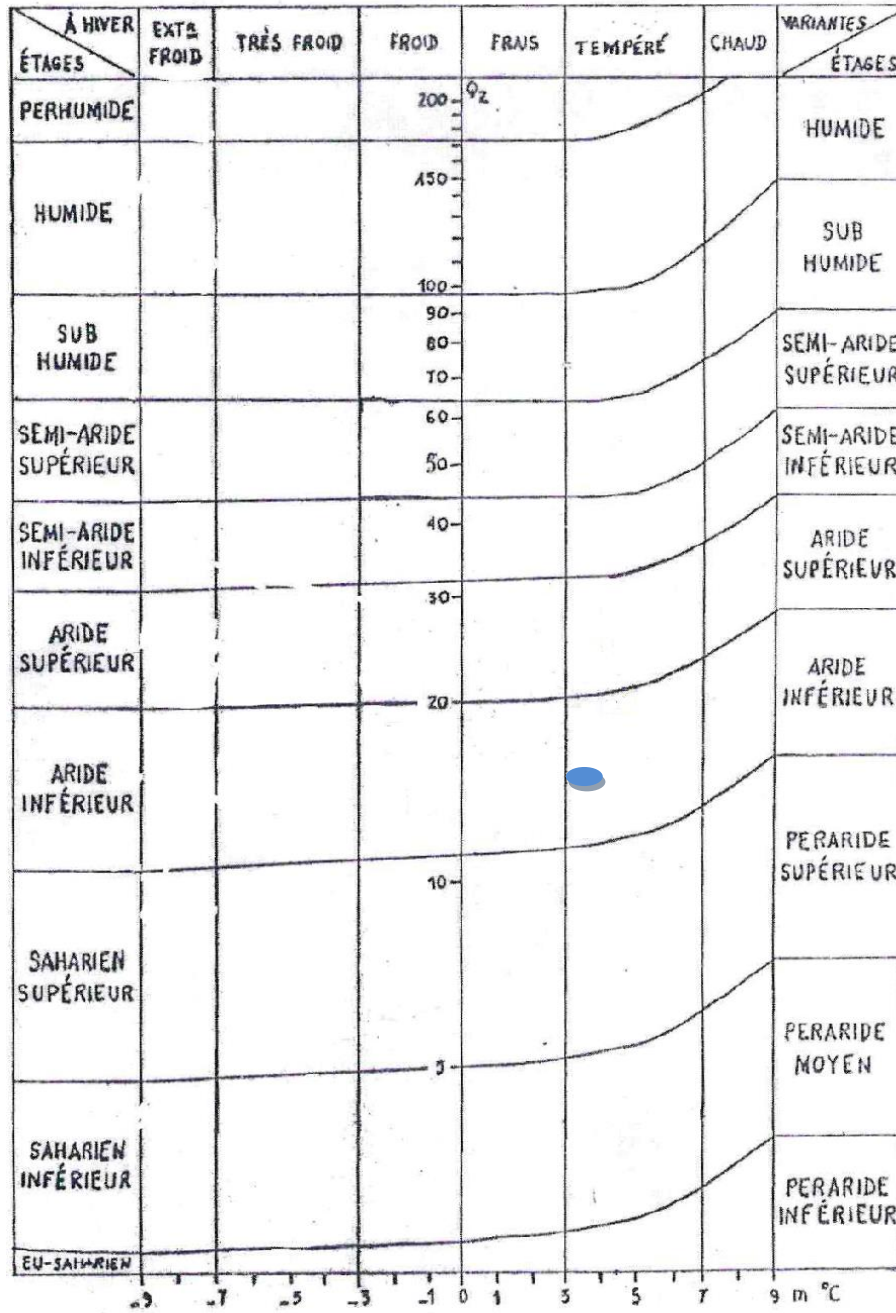 À HIVER
ÉTAGES
EXTR
FROID
TRÈS FROID
FROID
FRAIS
TEMPÉRÉ
CHAUD
VARIANTES
ÉTAGES
PERHUMIDE
HUMIDE
SUB
HUMIDE
SEMI-ARIDE
SUPÉRIEUR
SEMI-ARIDE
INFÉRIEUR
ARIDE
SUPÉRIEUR
ARIDE
INFÉRIEUR
SAHARIEN
SUPÉRIEUR
SAHARIEN
INFÉRIEUR
EU-SAHARIEN
Q2
200
150
100
90
80
70
60
50
40
30
20
10
5
HUMIDE
SUB
HUMIDE
SEMI-ARIDE
SUPÉRIEUR
SEMI-ARIDE
INFÉRIEUR
ARIDE
SUPÉRIEUR
ARIDE
INFÉRIEUR
PERARIDE
SUPÉRIEUR
PERARIDE
MOYEN
PERARIDE
INFÉRIEUR
-9 -7 -5 -3 -1 0 1 3 5 7 9 m °C